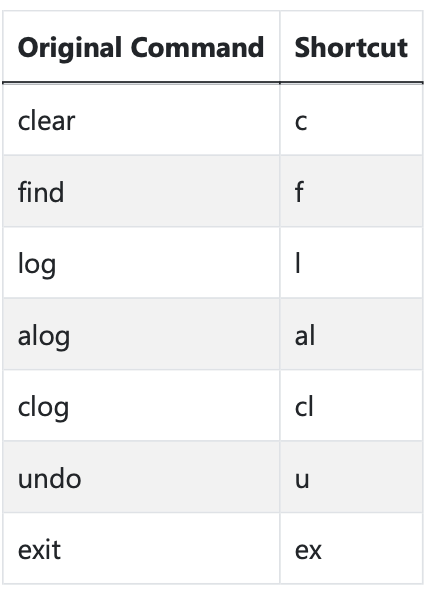 Original Command Shortcut
clear c
find f
log l
alog al
clog cl
undo u
exit ex